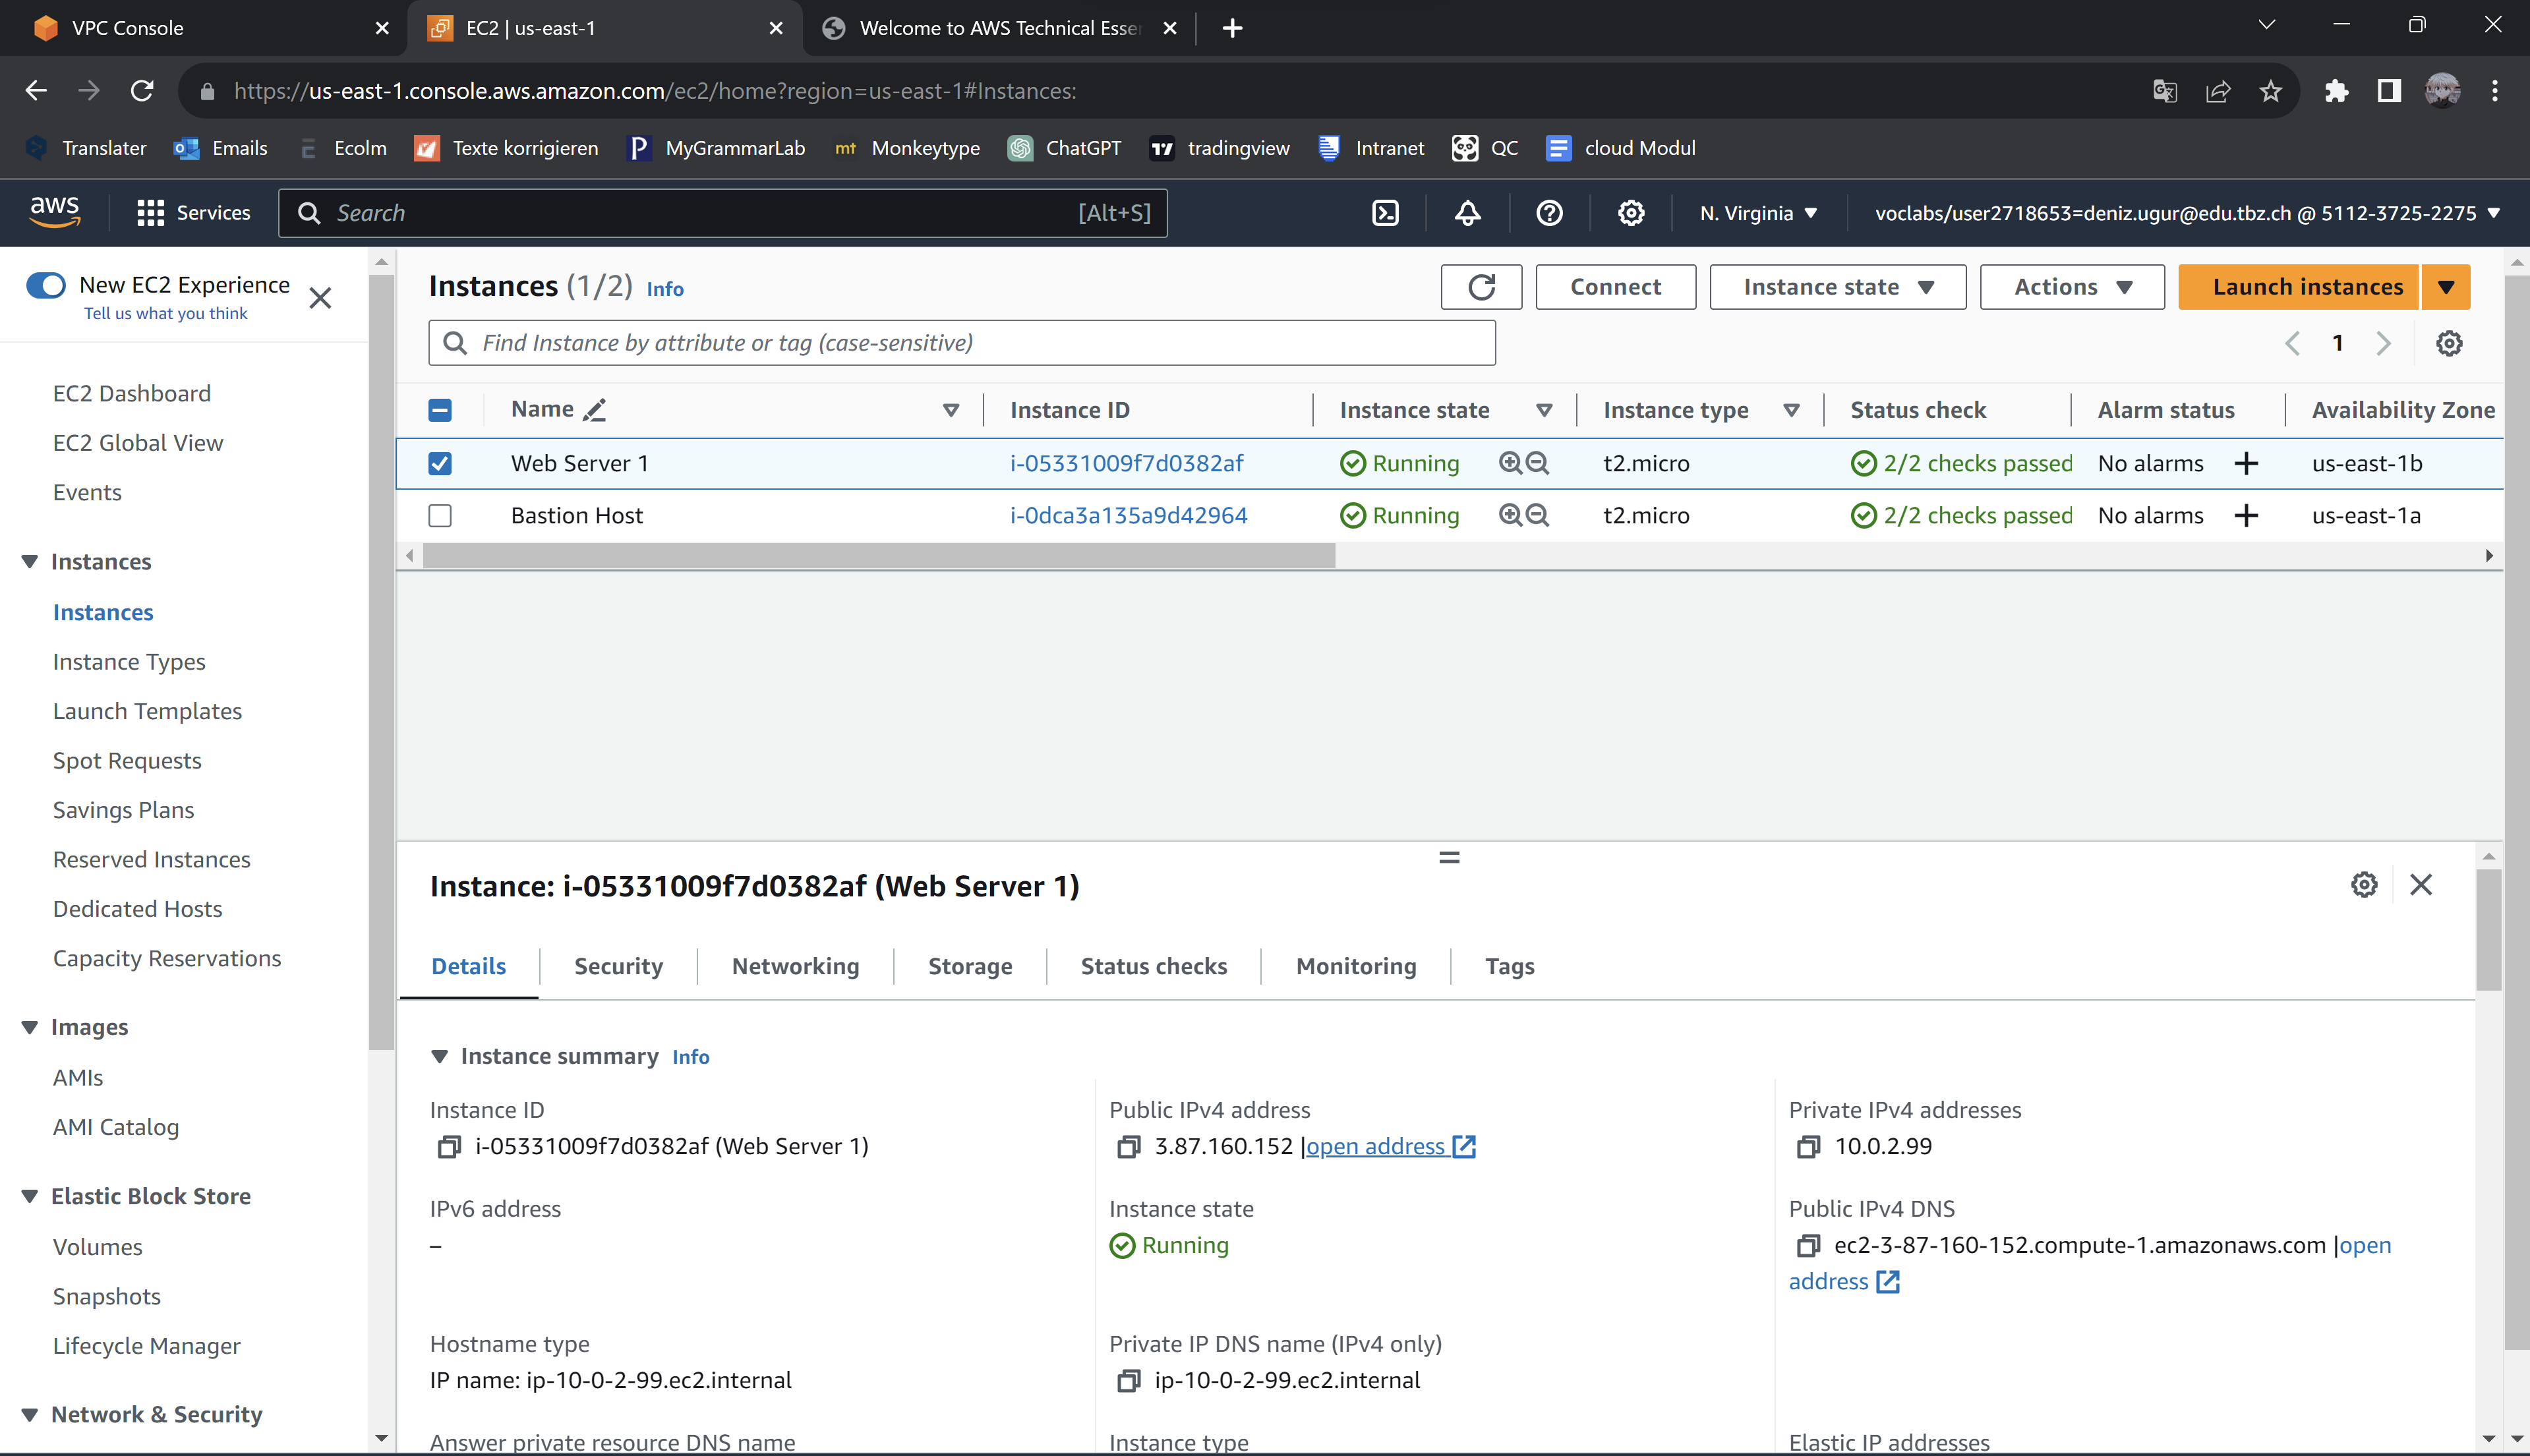 VPC Console
EC2 | us-east-1
Welcome to AWS Technical Esse
https://us-east-1.console.aws.amazon.com/ec2/home?region=us-east-1#Instances:
Translater Emails Ecolm Texte korrigieren MyGrammarLab mt Monkeytype ChatGPT tradingview Intranet QC cloud Modul
aws Services Search [Alt+S] N. Virginia voclabs/user2718653=deniz.ugur@edu.tbz.ch @ 5112-3725-2275
New EC2 Experience
Tell us what you think
EC2 Dashboard
EC2 Global View
Events
Instances
Instances
Instance Types
Launch Templates
Spot Requests
Savings Plans
Reserved Instances
Dedicated Hosts
Capacity Reservations
Images
AMIs
AMI Catalog
Elastic Block Store
Volumes
Snapshots
Lifecycle Manager
Network & Security
Instances (1/2) Info Connect Instance state Actions Launch instances
Find Instance by attribute or tag (case-sensitive) 1
Name Instance ID Instance state Instance type Status check Alarm status Availability Zone
Web Server 1 i-05331009f7d0382af Running t2.micro 2/2 checks passed No alarms + us-east-1b
Bastion Host i-0dca3a135a9d42964 Running t2.micro 2/2 checks passed No alarms + us-east-1a
Instance: i-05331009f7d0382af (Web Server 1)
Details Security Networking Storage Status checks Monitoring Tags
Instance summary Info
Instance ID
i-05331009f7d0382af (Web Server 1)
Public IPv4 address
3.87.160.152 |open address
Private IPv4 addresses
10.0.2.99
IPv6 address
–
Instance state
Running
Public IPv4 DNS
ec2-3-87-160-152.compute-1.amazonaws.com |open
address
Hostname type
IP name: ip-10-0-2-99.ec2.internal
Private IP DNS name (IPv4 only)
ip-10-0-2-99.ec2.internal
Answer private resource DNS name
Instance type
Elastic IP addresses